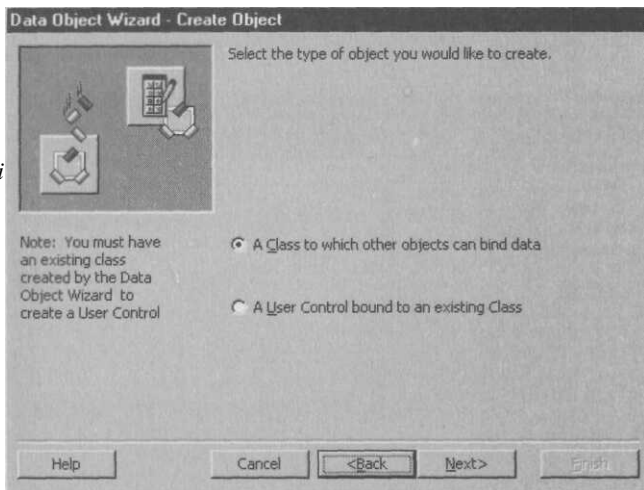 Data Object Wizard - Create Object
Select the type of object you would like to create.
i
Note: You must have
an existing class
created by the Data
Object Wizard to
create a User Control
A Class to which other objects can bind data
A User Control bound to an existing Class
Help
Cancel
<Back
Next>
Finish